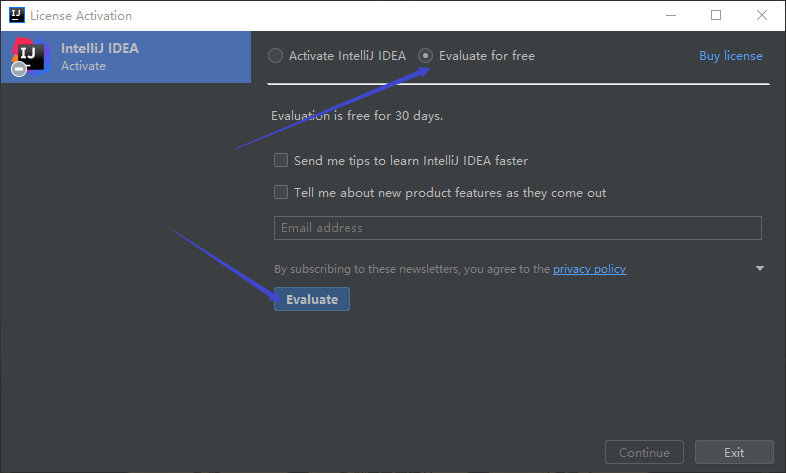 License Activation
IntelliJ IDEA
Activate
Activate IntelliJ IDEA Evaluate for free Buy license
Evaluation is free for 30 days.
Send me tips to learn IntelliJ IDEA faster
Tell me about new product features as they come out
Email address
By subscribing to these newsletters, you agree to the privacy policy
Evaluate
Continue Exit